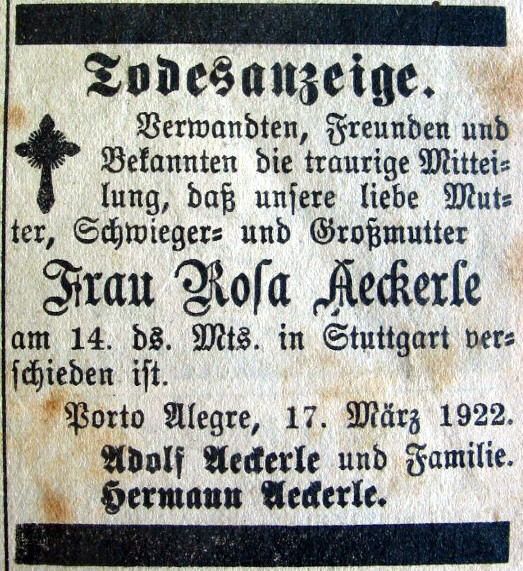 Todesanzeige.
Verwandten, Freunden und
Bekannten die traurige Mittei⸗
lung, daß unſere liebe Mut⸗
ter, Schwieger⸗ und Großmutter
Frau Roſa Aeckerle
am 14. ds. Mts. in Stuttgart ver⸗
ſchieden iſt.
Porto Alegre, 17. März 1922.
Adolf Aeckerle und Familie.
Hermann Aeckerle.